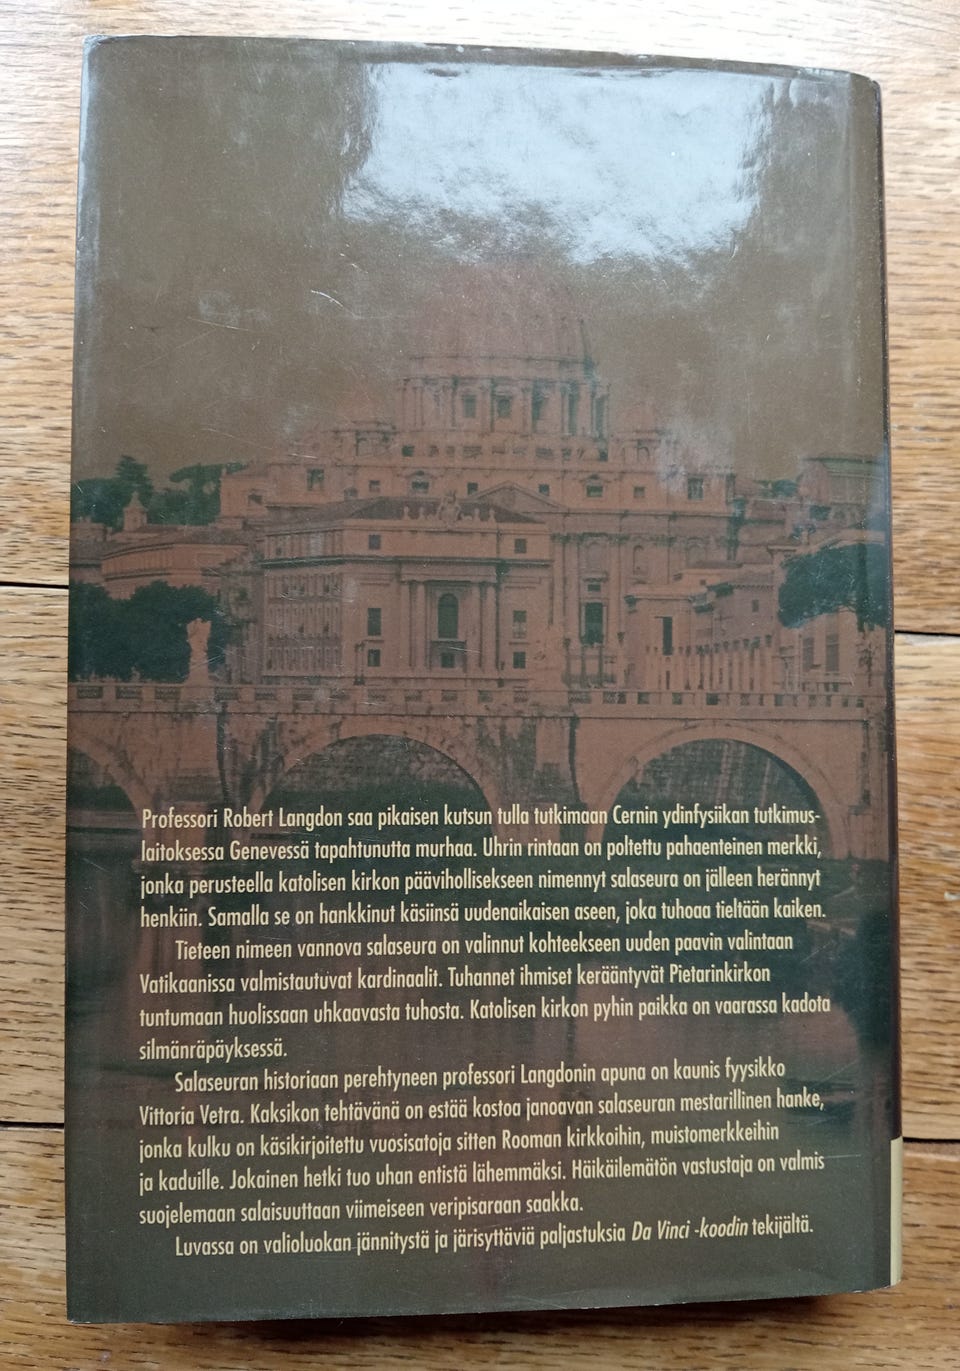 Professori Robert Langdon saa pikaisen kutsun tulla tutkimaan Cernin ydinfysiikan tutkimus-
laitoksessa Genevessä tapahtunutta murhaa. Uhrin rintaan on poltettu pahaenteinen merkki,
jonka perusteella katolisen kirkon päävihollisekseen nimennyt salaseura on jälleen herännyt
henkiin. Samalla se on hankkinut käsiinsä uudenaikaisen aseen, joka tuhoaa tieltään kaiken.
Tieteen nimeen vannova salaseura on valinnut kohteekseen uuden paavin valintaan
Vatikaanissa valmistautuvat kardinaalit. Tuhannet ihmiset kerääntyvät Pietarinkirkon
tuntumaan huolissaan uhkaavasta tuhosta. Katolisen kirkon pyhin paikka on vaarassa kadota
silmänräpäyksessä.
Salaseuran historiaan perehtyneen professori Langdonin apuna on kaunis fyysikko
Vittoria Vetra. Kaksikon tehtävänä on estää kostoa janoavan salaseuran mestarillinen hanke,
jonka kulku on käsikirjoitettu vuosisatoja sitten Rooman kirkkoihin, muistomerkkeihin
ja kaduille. Jokainen hetki tuo uhan entistä lähemmäksi. Häikäilemätön vastustaja on valmis
suojelemaan salaisuuttaan viimeiseen veripisaraan saakka.
Luvassa on valioluokan jännitystä ja järisyttäviä paljastuksia Da Vinci -koodin tekijältä.